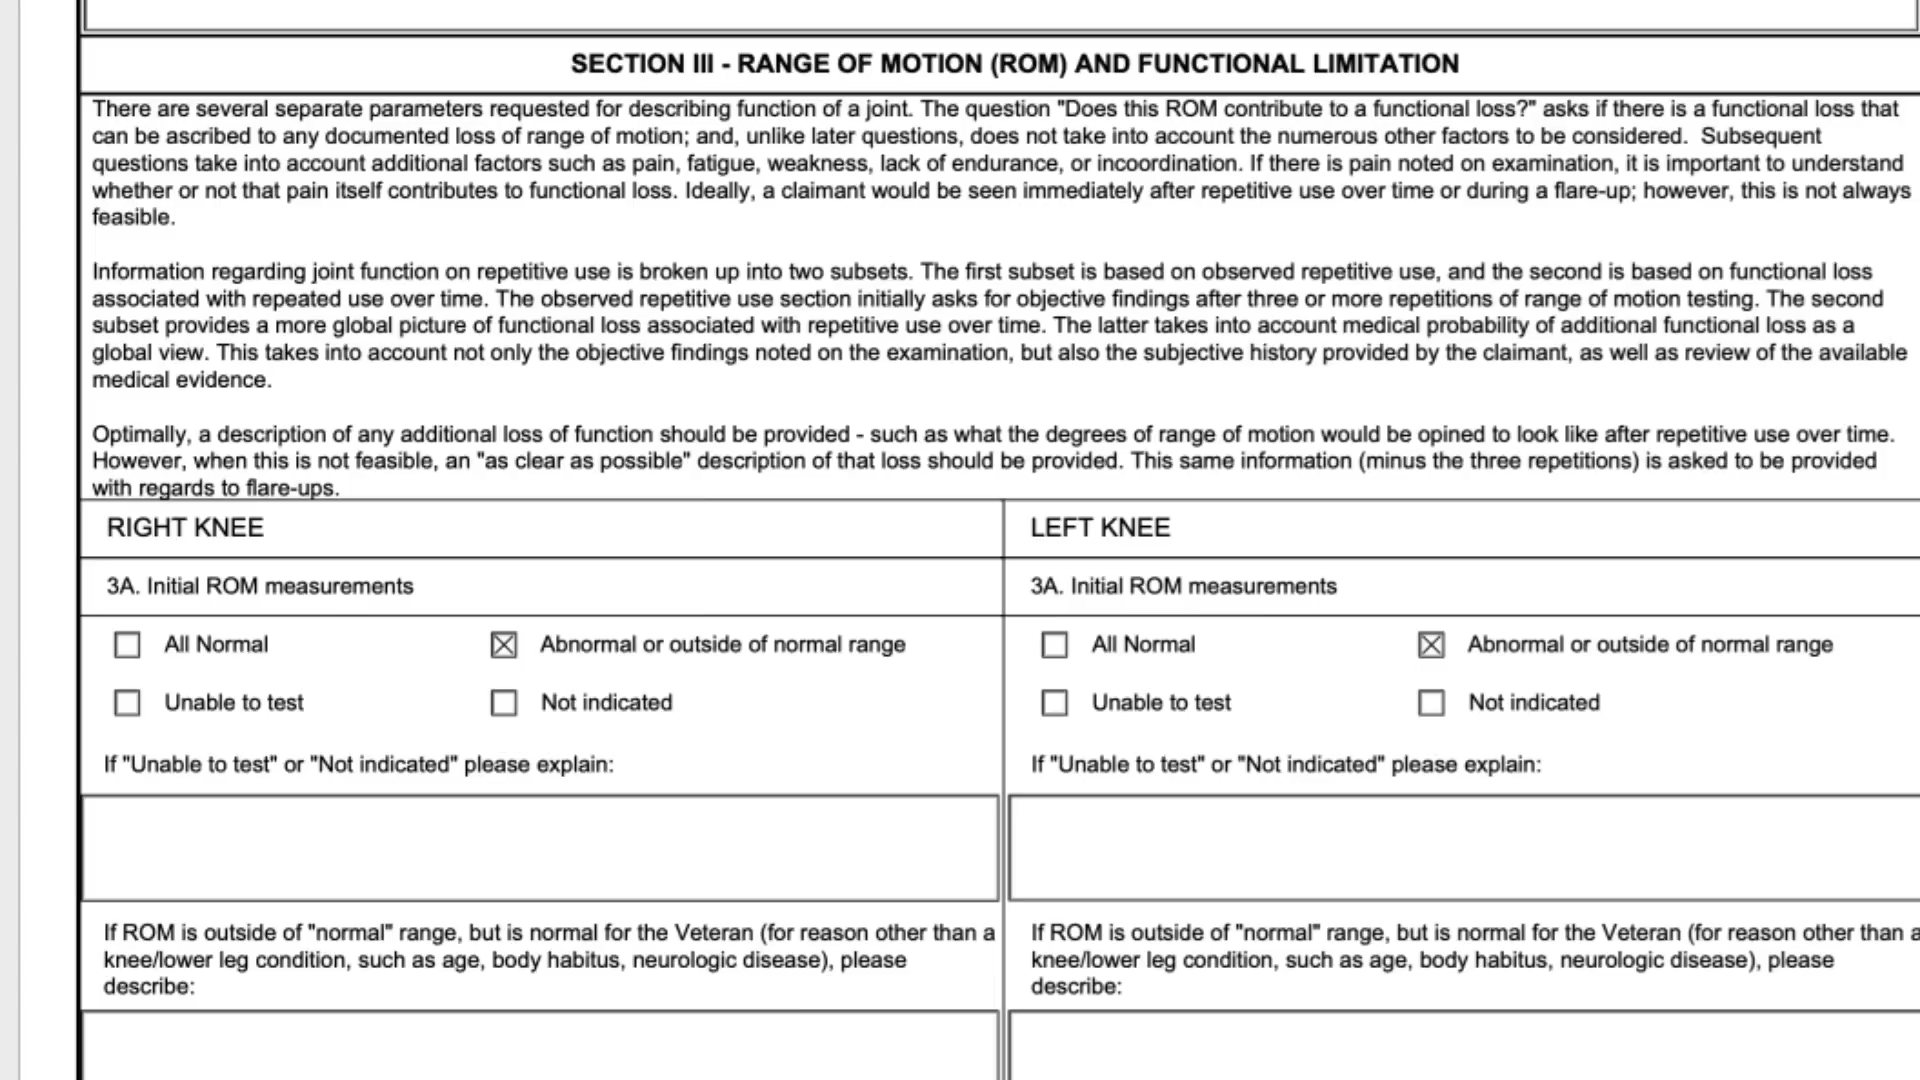 SECTION III - RANGE OF MOTION (ROM) AND FUNCTIONAL LIMITATION
There are several separate parameters requested for describing function of a joint. The question "Does this ROM contribute to a functional loss?" asks if there is a functional loss that
can be ascribed to any documented loss of range of motion; and, unlike later questions, does not take into account the numerous other factors to be considered.  Subsequent
questions take into account additional factors such as pain, fatigue, weakness, lack of endurance, or incoordination. If there is pain noted on examination, it is important to understand
whether or not that pain itself contributes to functional loss. Ideally, a claimant would be seen immediately after repetitive use over time or during a flare-up; however, this is not always
feasible.
Information regarding joint function on repetitive use is broken up into two subsets. The first subset is based on observed repetitive use, and the second is based on functional loss
associated with repeated use over time. The observed repetitive use section initially asks for objective findings after three or more repetitions of range of motion testing. The second
subset provides a more global picture of functional loss associated with repetitive use over time. The latter takes into account medical probability of additional functional loss as a
global view. This takes into account not only the objective findings noted on the examination, but also the subjective history provided by the claimant, as well as review of the available
medical evidence.
Optimally, a description of any additional loss of function should be provided - such as what the degrees of range of motion would be opined to look like after repetitive use over time.
However, when this is not feasible, an "as clear as possible" description of that loss should be provided. This same information (minus the three repetitions) is asked to be provided
with regards to flare-ups.
RIGHT KNEE
3A. Initial ROM measurements
All Normal
Abnormal or outside of normal range
Unable to test
Not indicated
If "Unable to test" or "Not indicated" please explain:
If ROM is outside of "normal" range, but is normal for the Veteran (for reason other than a
knee/lower leg condition, such as age, body habitus, neurologic disease), please
describe:
LEFT KNEE
3A. Initial ROM measurements
All Normal
Abnormal or outside of normal range
Unable to test
Not indicated
If "Unable to test" or "Not indicated" please explain:
If ROM is outside of "normal" range, but is normal for the Veteran (for reason other than a
knee/lower leg condition, such as age, body habitus, neurologic disease), please
describe: